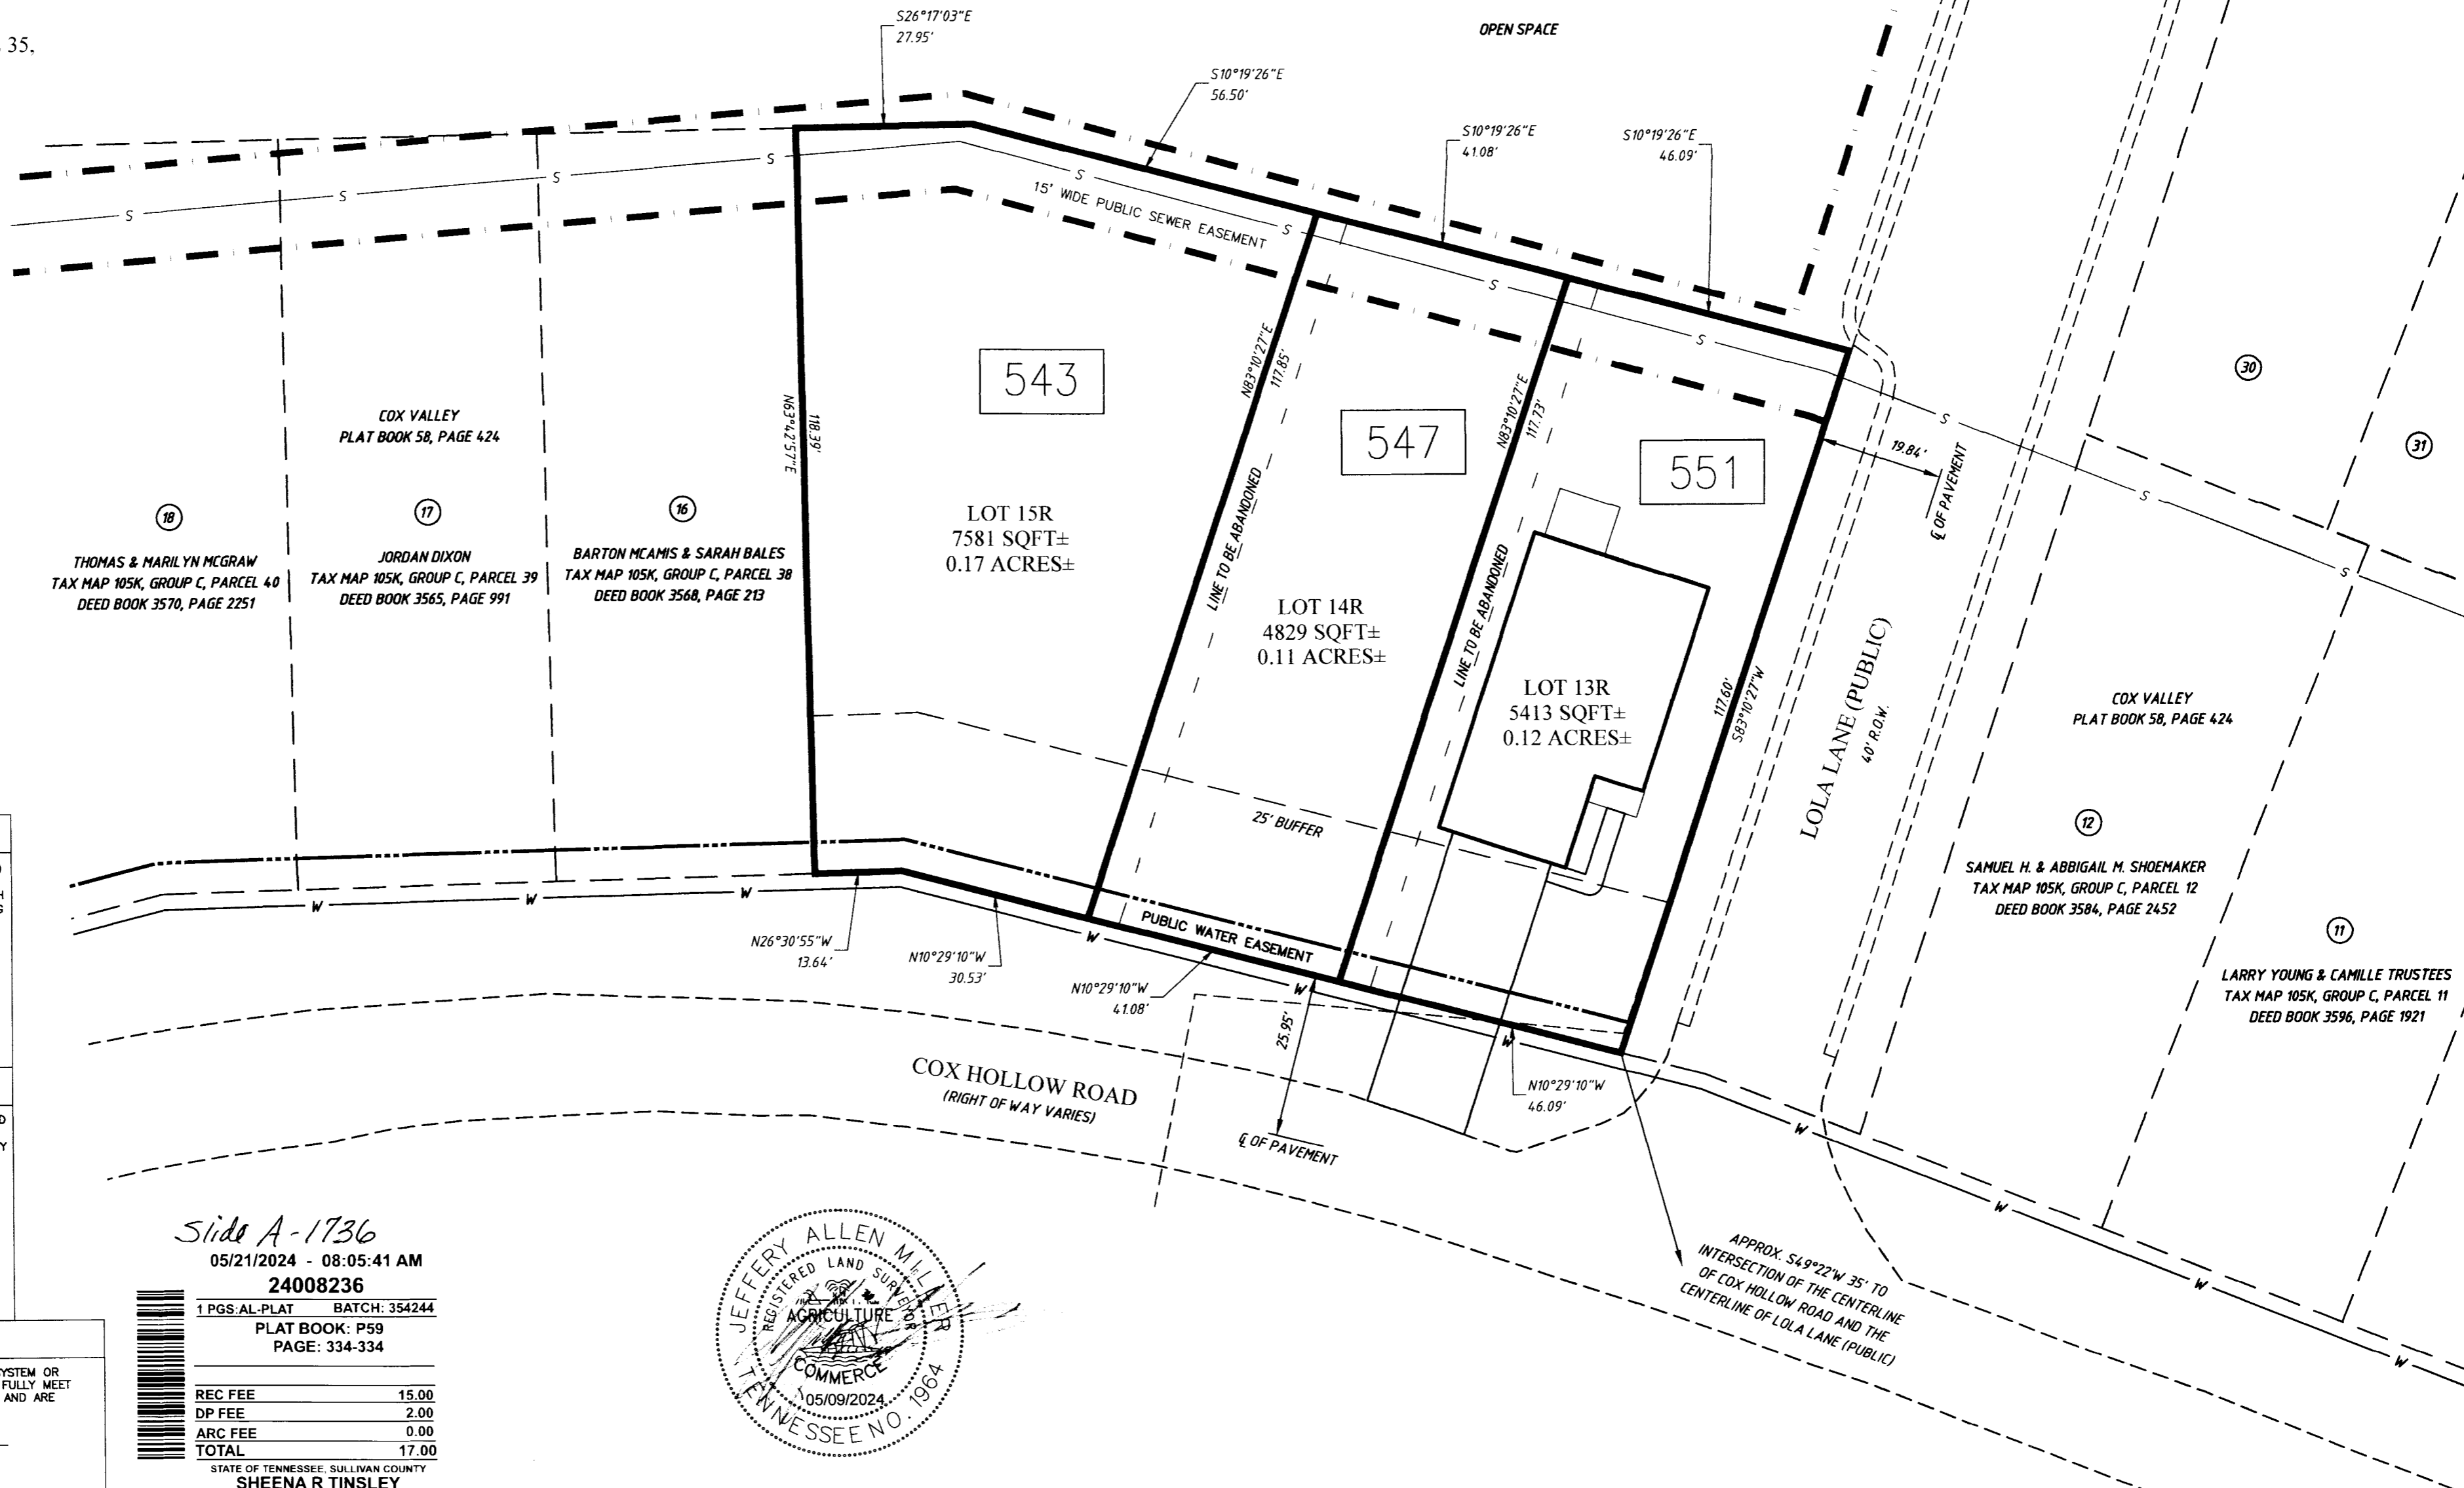 35,
S26°17'03"E
27.95'
OPEN SPACE
S10°19'26"E
56.50'
S10°19'26"E
41.08'
S10°19'26"E
46.09'
S
S
S
S
S
S
S
S
S
S
S
15' WIDE PUBLIC SEWER EASEMENT
543
547
551
N63°42'57"E
118.39'
N83°10'27"E
117.85'
N83°10'27"E
117.73'
117.60'
S83°10'27"W
LINE TO BE ABANDONED
LINE TO BE ABANDONED
19.84'
℄ OF PAVEMENT
30
31
COX VALLEY
PLAT BOOK 58, PAGE 424
18
THOMAS & MARILYN MCGRAW
TAX MAP 105K, GROUP C, PARCEL 40
DEED BOOK 3570, PAGE 2251
17
JORDAN DIXON
TAX MAP 105K, GROUP C, PARCEL 39
DEED BOOK 3565, PAGE 991
16
BARTON MCAMIS & SARAH BALES
TAX MAP 105K, GROUP C, PARCEL 38
DEED BOOK 3568, PAGE 213
LOT 15R
7581 SQFT±
0.17 ACRES±
LOT 14R
4829 SQFT±
0.11 ACRES±
LOT 13R
5413 SQFT±
0.12 ACRES±
LOLA LANE (PUBLIC)
40' R.O.W.
COX VALLEY
PLAT BOOK 58, PAGE 424
12
SAMUEL H. & ABBIGAIL M. SHOEMAKER
TAX MAP 105K, GROUP C, PARCEL 12
DEED BOOK 3584, PAGE 2452
11
LARRY YOUNG & CAMILLE TRUSTEES
TAX MAP 105K, GROUP C, PARCEL 11
DEED BOOK 3596, PAGE 1921
25' BUFFER
PUBLIC WATER EASEMENT
W
W
W
W
W
W
W
W
W
W
N26°30'55"W
13.64'
N10°29'10"W
30.53'
N10°29'10"W
41.08'
25.95'
N10°29'10"W
46.09'
COX HOLLOW ROAD
(RIGHT OF WAY VARIES)
℄ OF PAVEMENT
APPROX. S49°22'W 35' TO
INTERSECTION OF THE CENTERLINE
OF COX HOLLOW ROAD AND THE
CENTERLINE OF LOLA LANE (PUBLIC)
Slide A-1736
05/21/2024 - 08:05:41 AM
24008236
1 PGS:AL-PLAT BATCH: 354244
PLAT BOOK: P59
PAGE: 334-334
REC FEE 15.00
DP FEE 2.00
ARC FEE 0.00
TOTAL 17.00
STATE OF TENNESSEE, SULLIVAN COUNTY
SHEENA R TINSLEY
JEFFERY ALLEN MILLER
REGISTERED LAND SURVEYOR
AGRICULTURE
COMMERCE
05/09/2024
TENNESSEE NO. 1964
YSTEM OR
FULLY MEET
AND ARE